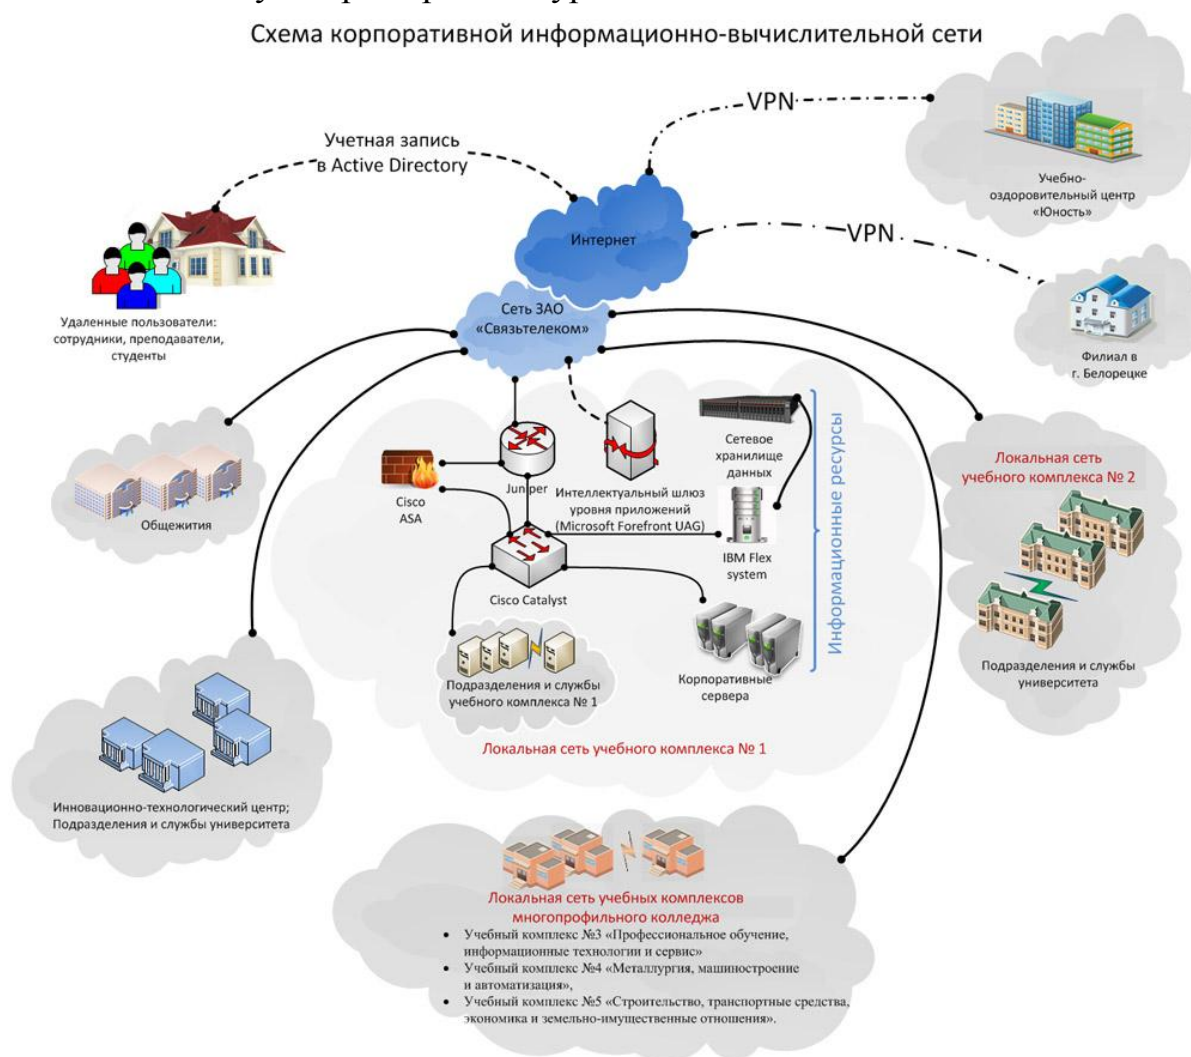 Схема корпоративной информационно-вычислительной сети
VPN
Учетная запись
в Active Directory
Учебно-
оздоровительный центр
«Юность»
Интернет
VPN
Сеть ЗАО
«Связьтелеком»
Удаленные пользователи:
сотрудники, преподаватели,
студенты
Филиал в
г. Белорецке
Сетевое
хранилище
данных
Информационные ресурсы
Локальная сеть
учебного комплекса № 2
Juniper
Cisco
ASA
Интеллектуальный шлюз
уровня приложений
(Microsoft Forefront UAG)
Общежития
IBM Flex
system
Cisco Catalyst
Подразделения и службы
университета
Подразделения и службы
учебного комплекса № 1
Корпоративные
сервера
Локальная сеть учебного комплекса № 1
Инновационно-технологический центр;
Подразделения и службы университета
Локальная сеть учебных комплексов
многопрофильного колледжа
• Учебный комплекс №3 «Профессиональное обучение,
информационные технологии и сервис»
• Учебный комплекс №4 «Металлургия, машиностроение
и автоматизация»,
• Учебный комплекс №5 «Строительство, транспортные средства,
экономика и земельно-имущественные отношения».